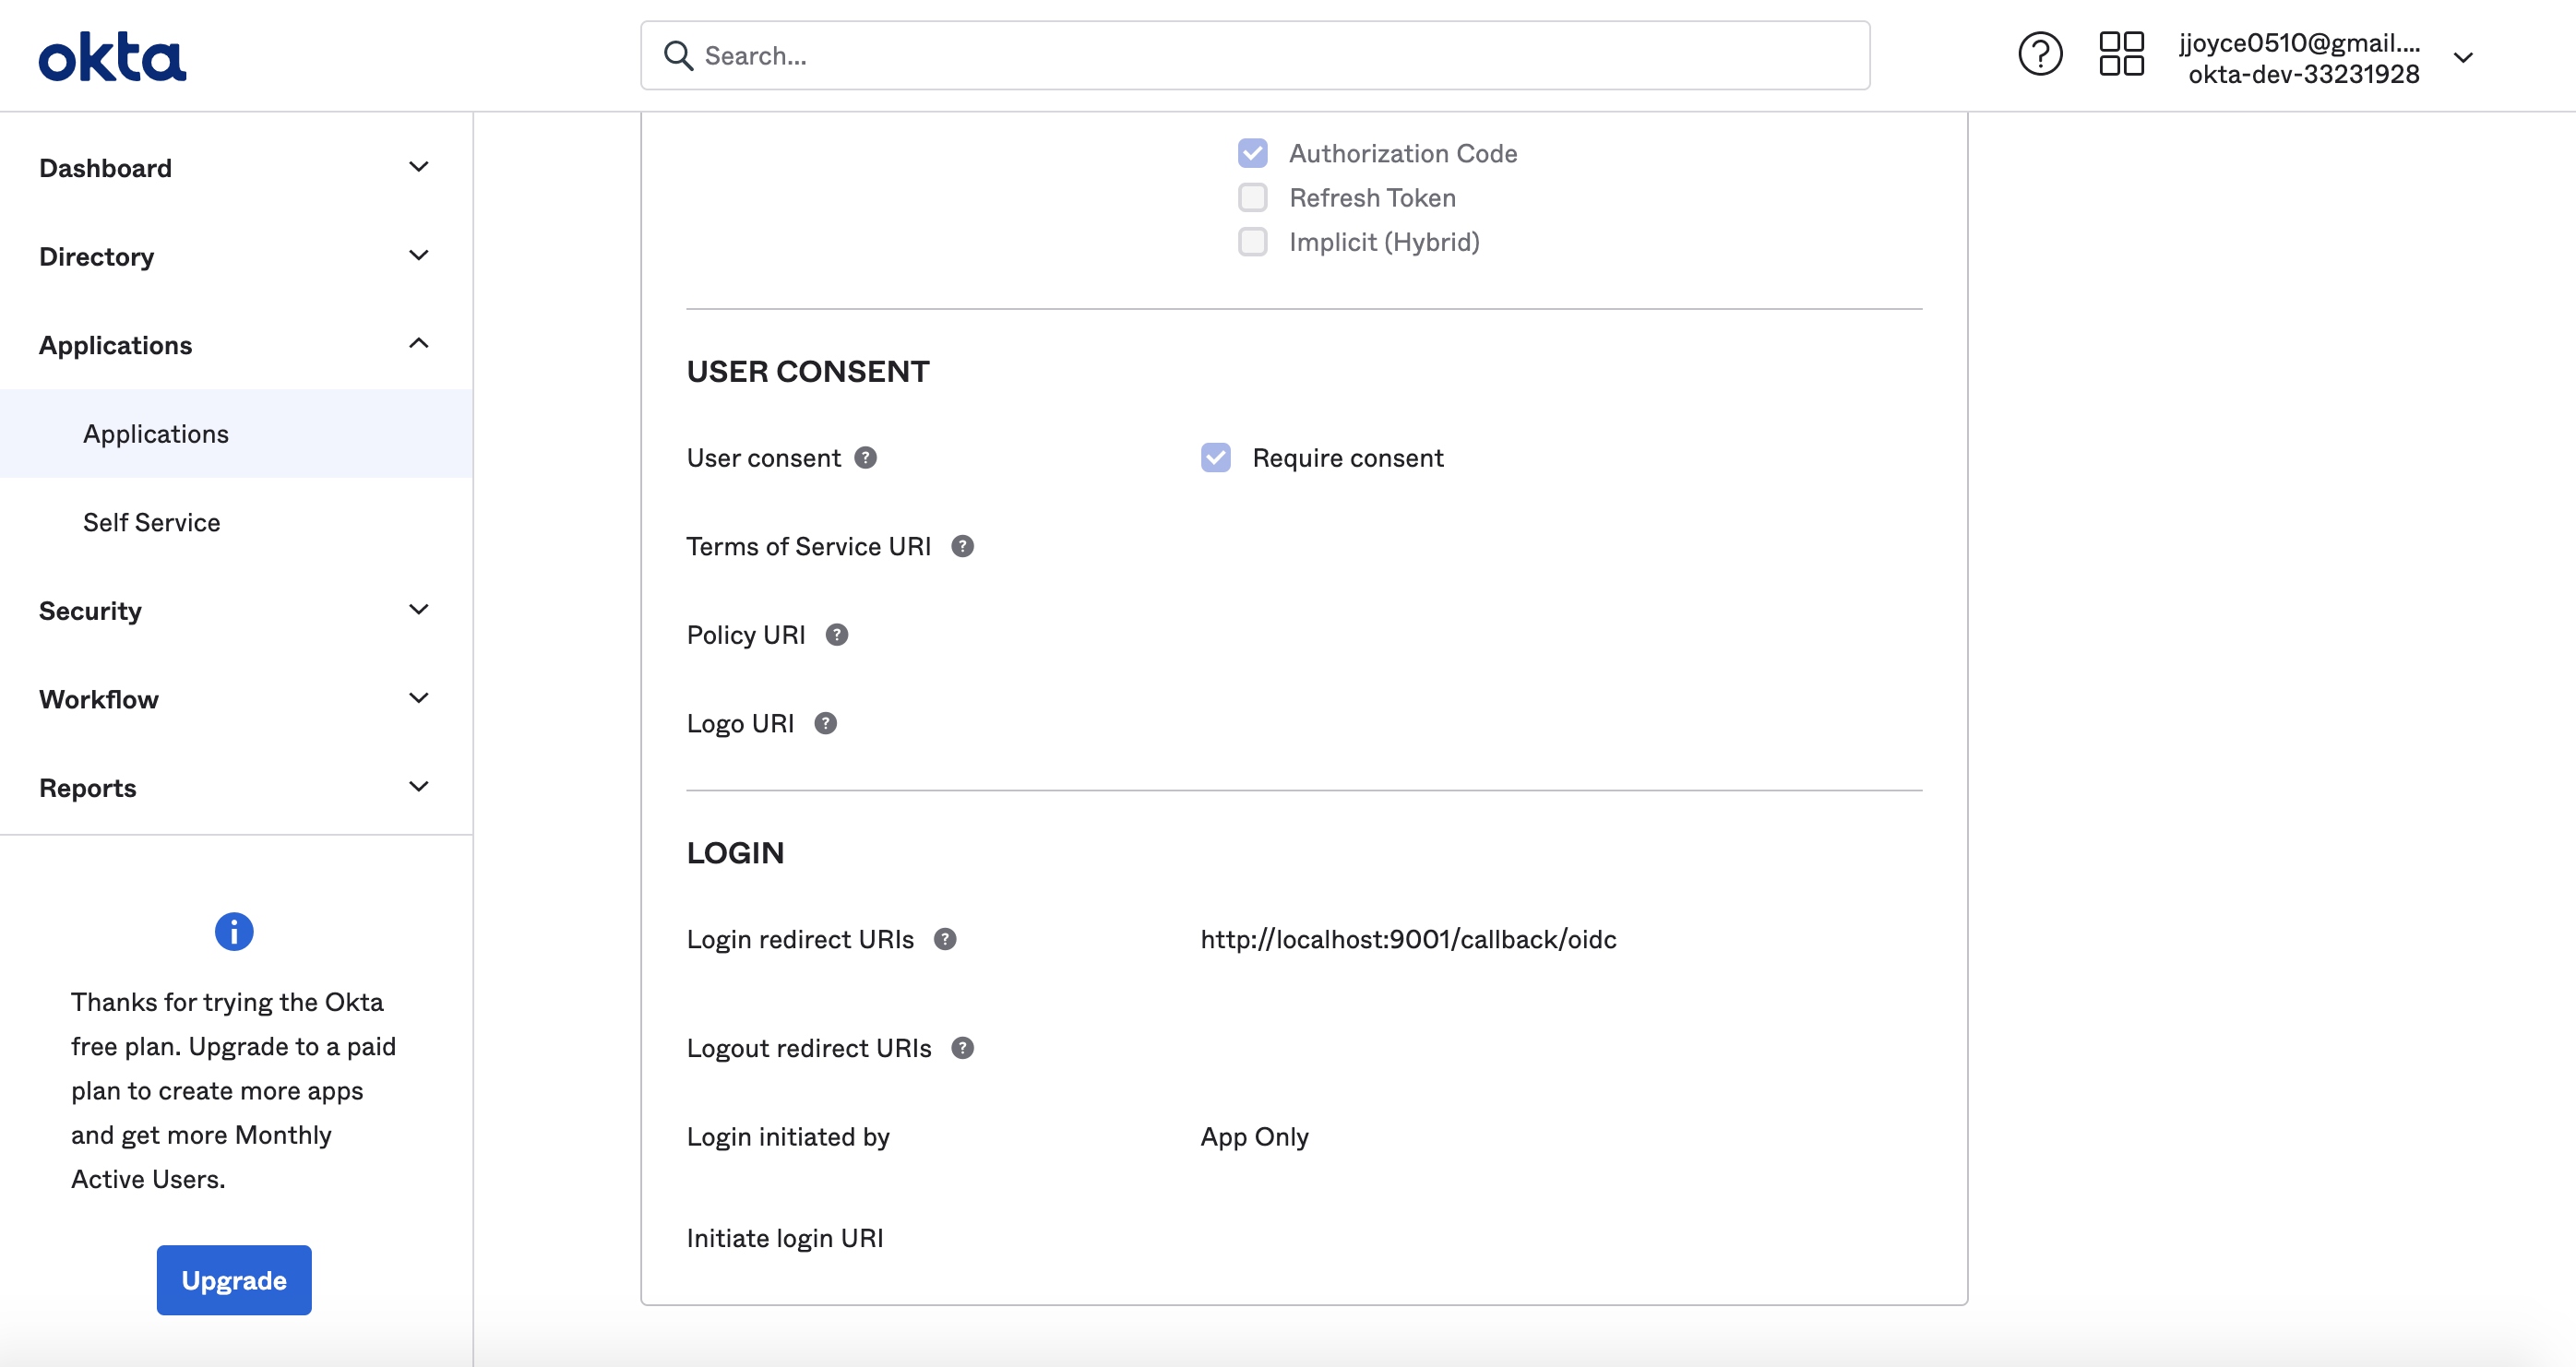 okta
Search...
jjoyce0510@gmail....
okta-dev-33231928
Dashboard
Directory
Applications
Applications
Self Service
Security
Workflow
Reports
Thanks for trying the Okta
free plan. Upgrade to a paid
plan to create more apps
and get more Monthly
Active Users.
Upgrade
Authorization Code
Refresh Token
Implicit (Hybrid)
USER CONSENT
User consent
Require consent
Terms of Service URI
Policy URI
Logo URI
LOGIN
Login redirect URIs
http://localhost:9001/callback/oidc
Logout redirect URIs
Login initiated by
App Only
Initiate login URI